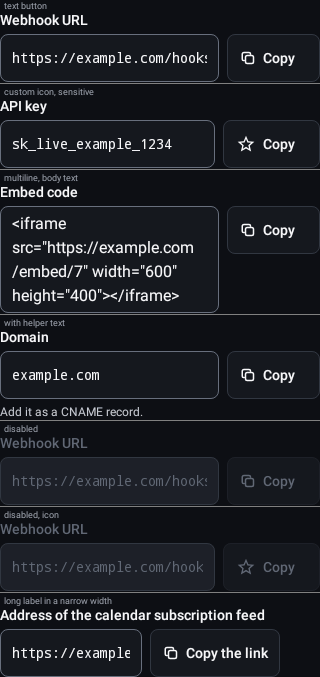 text button
Webhook URL
https://example.com/hooks Copy
custom icon, sensitive
API key
sk_live_example_1234 Copy
multiline, body text
Embed code
<iframe Copy
src="https://example.com
/embed/7" width="600"
height="400"></iframe>
with helper text
Domain
example.com Copy
Add it as a CNAME record.
disabled
Webhook URL
https://example.com/hooks Copy
disabled, icon
Webhook URL
https://example.com/hook Copy
long label in a narrow width
Address of the calendar subscription feed
https://example Copy the link